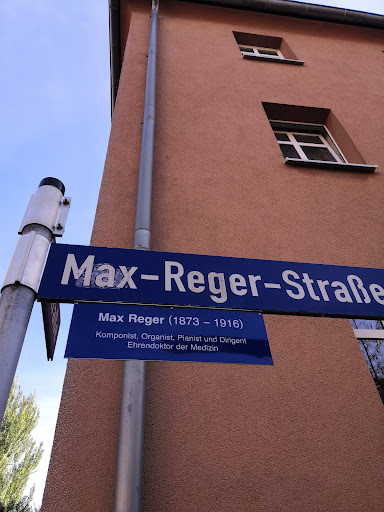 Max-Reger-Straße
Max Reger (1873 – 1916)
Komponist, Organist, Pianist und Dirigent
Ehrendoktor der Medizin